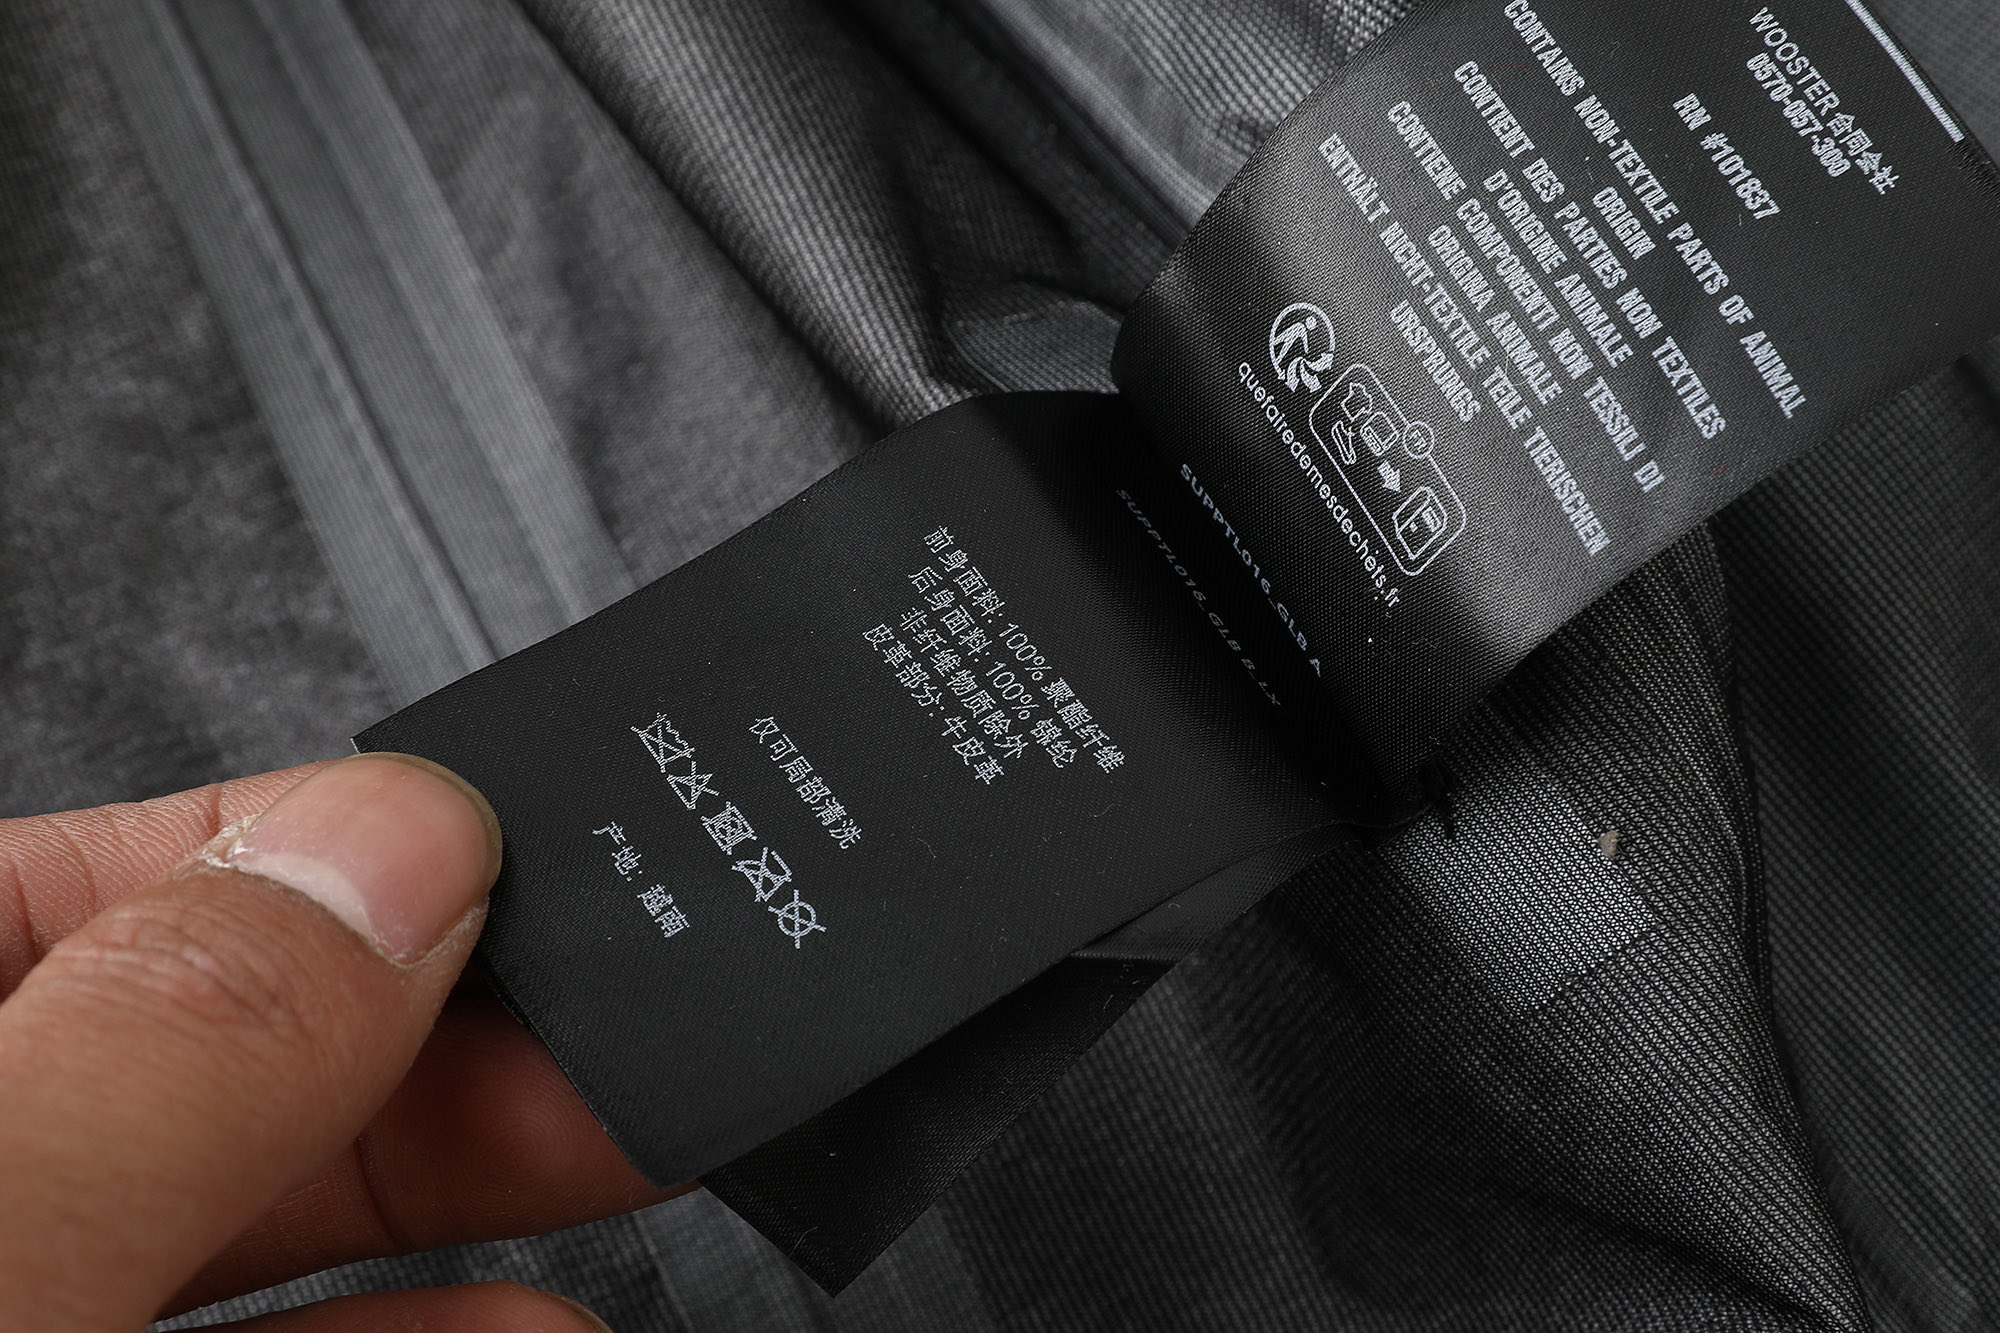 WOOSTER合同会社
0570-057-300
RN #101837
CONTAINS NON-TEXTILE PARTS OF ANIMAL
ORIGIN
CONTIENT DES PARTIES NON TEXTILES
D'ORIGINE ANIMALE
CONTIENE COMPONENTI NON TESSILI DI
ORIGINA ANIMALE
ENTHÄLT NICHT-TEXTILE TEILE TIERISCHEN
URSPRUNGS
FR
quefairedemesdechets.fr
SUPPTL016_GLB A
SUPPTL016_GLB B_LX
前身面料: 100% 聚酯纤维
后身面料: 100% 锦纶
非纤维物质除外
皮革部分: 牛皮革
仅可局部清洗
产地: 越南